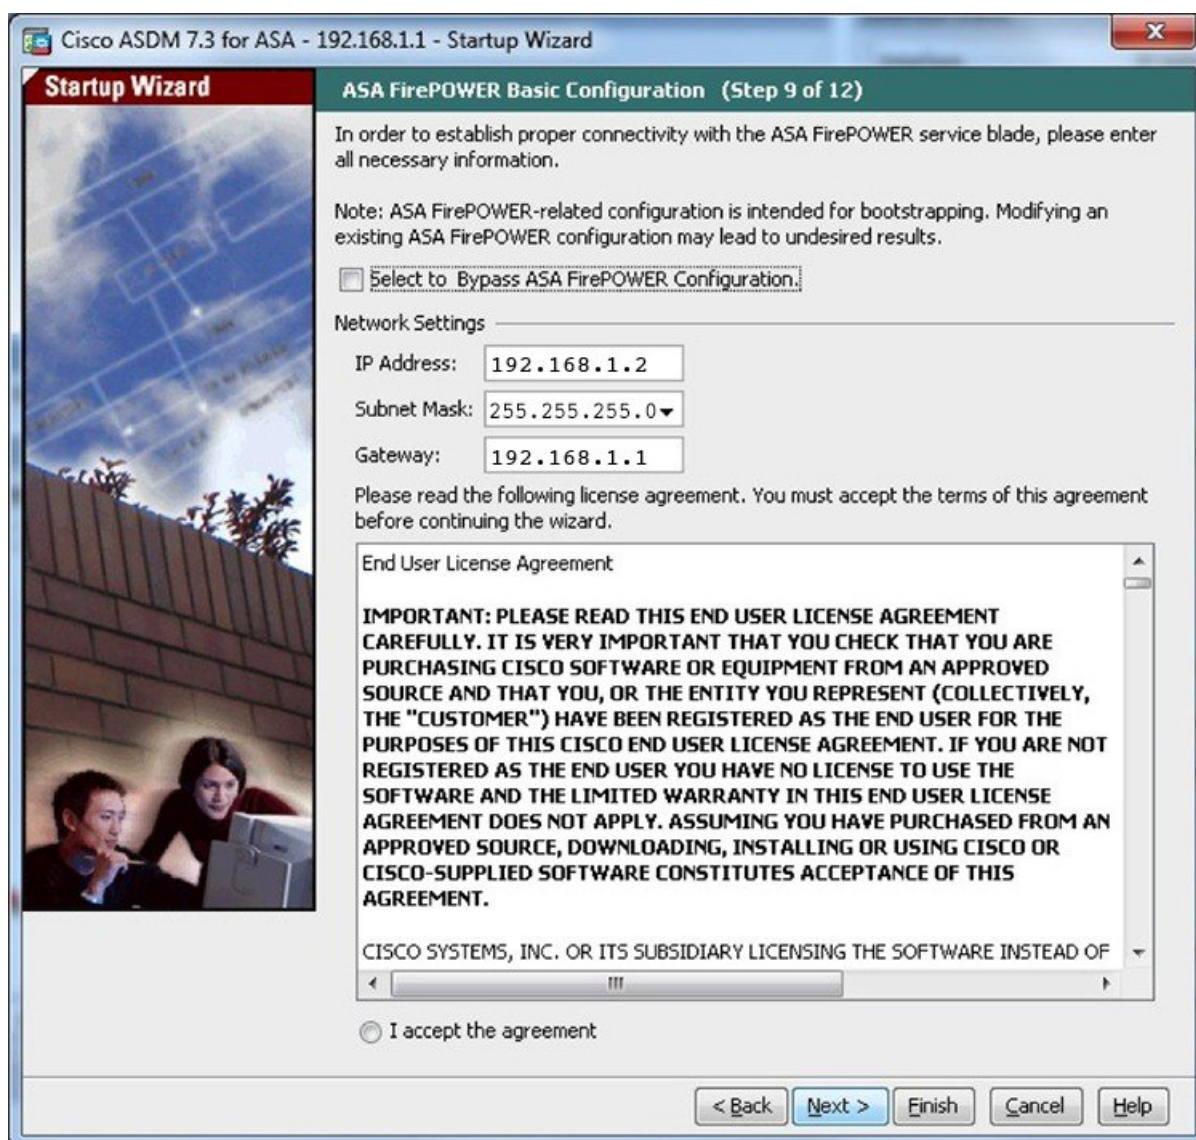 Cisco ASDM 7.3 for ASA - 192.168.1.1 - Startup Wizard
Startup Wizard
ASA FirePOWER Basic Configuration (Step 9 of 12)
In order to establish proper connectivity with the ASA FirePOWER service blade, please enter
all necessary information.
Note: ASA FirePOWER-related configuration is intended for bootstrapping. Modifying an
existing ASA FirePOWER configuration may lead to undesired results.
Select to Bypass ASA FirePOWER Configuration.
Network Settings
IP Address: 192.168.1.2
Subnet Mask: 255.255.255.0
Gateway: 192.168.1.1
Please read the following license agreement. You must accept the terms of this agreement
before continuing the wizard.
End User License Agreement
IMPORTANT: PLEASE READ THIS END USER LICENSE AGREEMENT
CAREFULLY. IT IS VERY IMPORTANT THAT YOU CHECK THAT YOU ARE
PURCHASING CISCO SOFTWARE OR EQUIPMENT FROM AN APPROVED
SOURCE AND THAT YOU, OR THE ENTITY YOU REPRESENT (COLLECTIVELY,
THE "CUSTOMER") HAVE BEEN REGISTERED AS THE END USER FOR THE
PURPOSES OF THIS CISCO END USER LICENSE AGREEMENT. IF YOU ARE NOT
REGISTERED AS THE END USER YOU HAVE NO LICENSE TO USE THE
SOFTWARE AND THE LIMITED WARRANTY IN THIS END USER LICENSE
AGREEMENT DOES NOT APPLY. ASSUMING YOU HAVE PURCHASED FROM AN
APPROVED SOURCE, DOWNLOADING, INSTALLING OR USING CISCO OR
CISCO-SUPPLIED SOFTWARE CONSTITUTES ACCEPTANCE OF THIS
AGREEMENT.
CISCO SYSTEMS, INC. OR ITS SUBSIDIARY LICENSING THE SOFTWARE INSTEAD OF
I accept the agreement
< Back Next > Finish Cancel Help